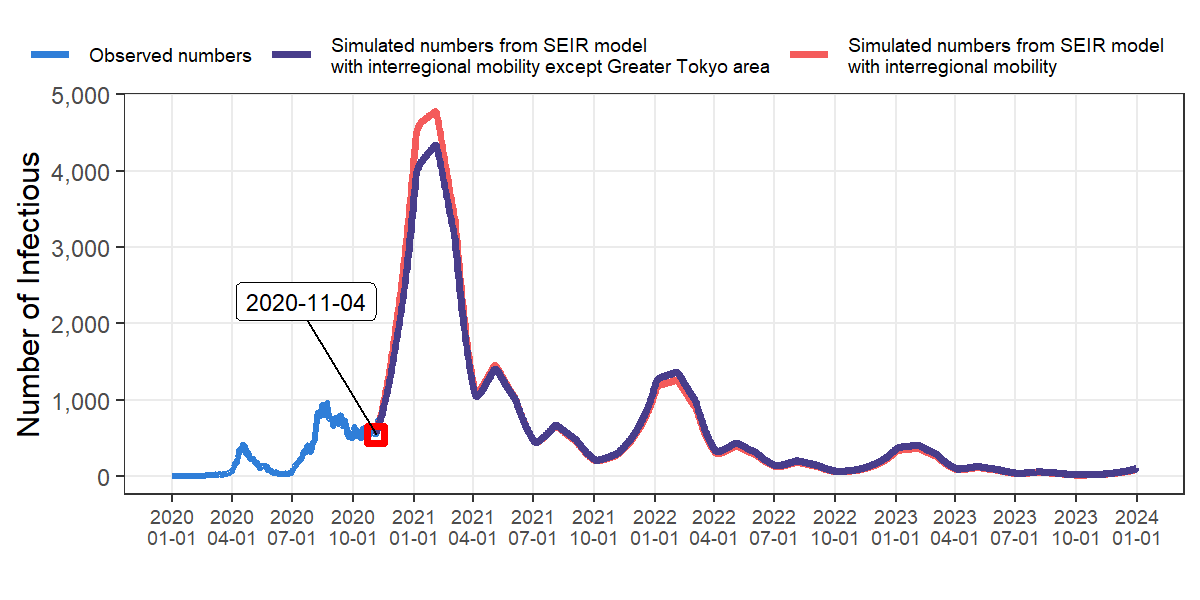 Observed numbers
Simulated numbers from SEIR model
with interregional mobility except Greater Tokyo area
Simulated numbers from SEIR model
with interregional mobility
Number of Infectious
5,000
4,000
3,000
2,000
1,000
0
2020-11-04
2020 2020 2020 2020 2021 2021 2021 2021 2022 2022 2022 2022 2023 2023 2023 2023 2024
01-01 04-01 07-01 10-01 01-01 04-01 07-01 10-01 01-01 04-01 07-01 10-01 01-01 04-01 07-01 10-01 01-01